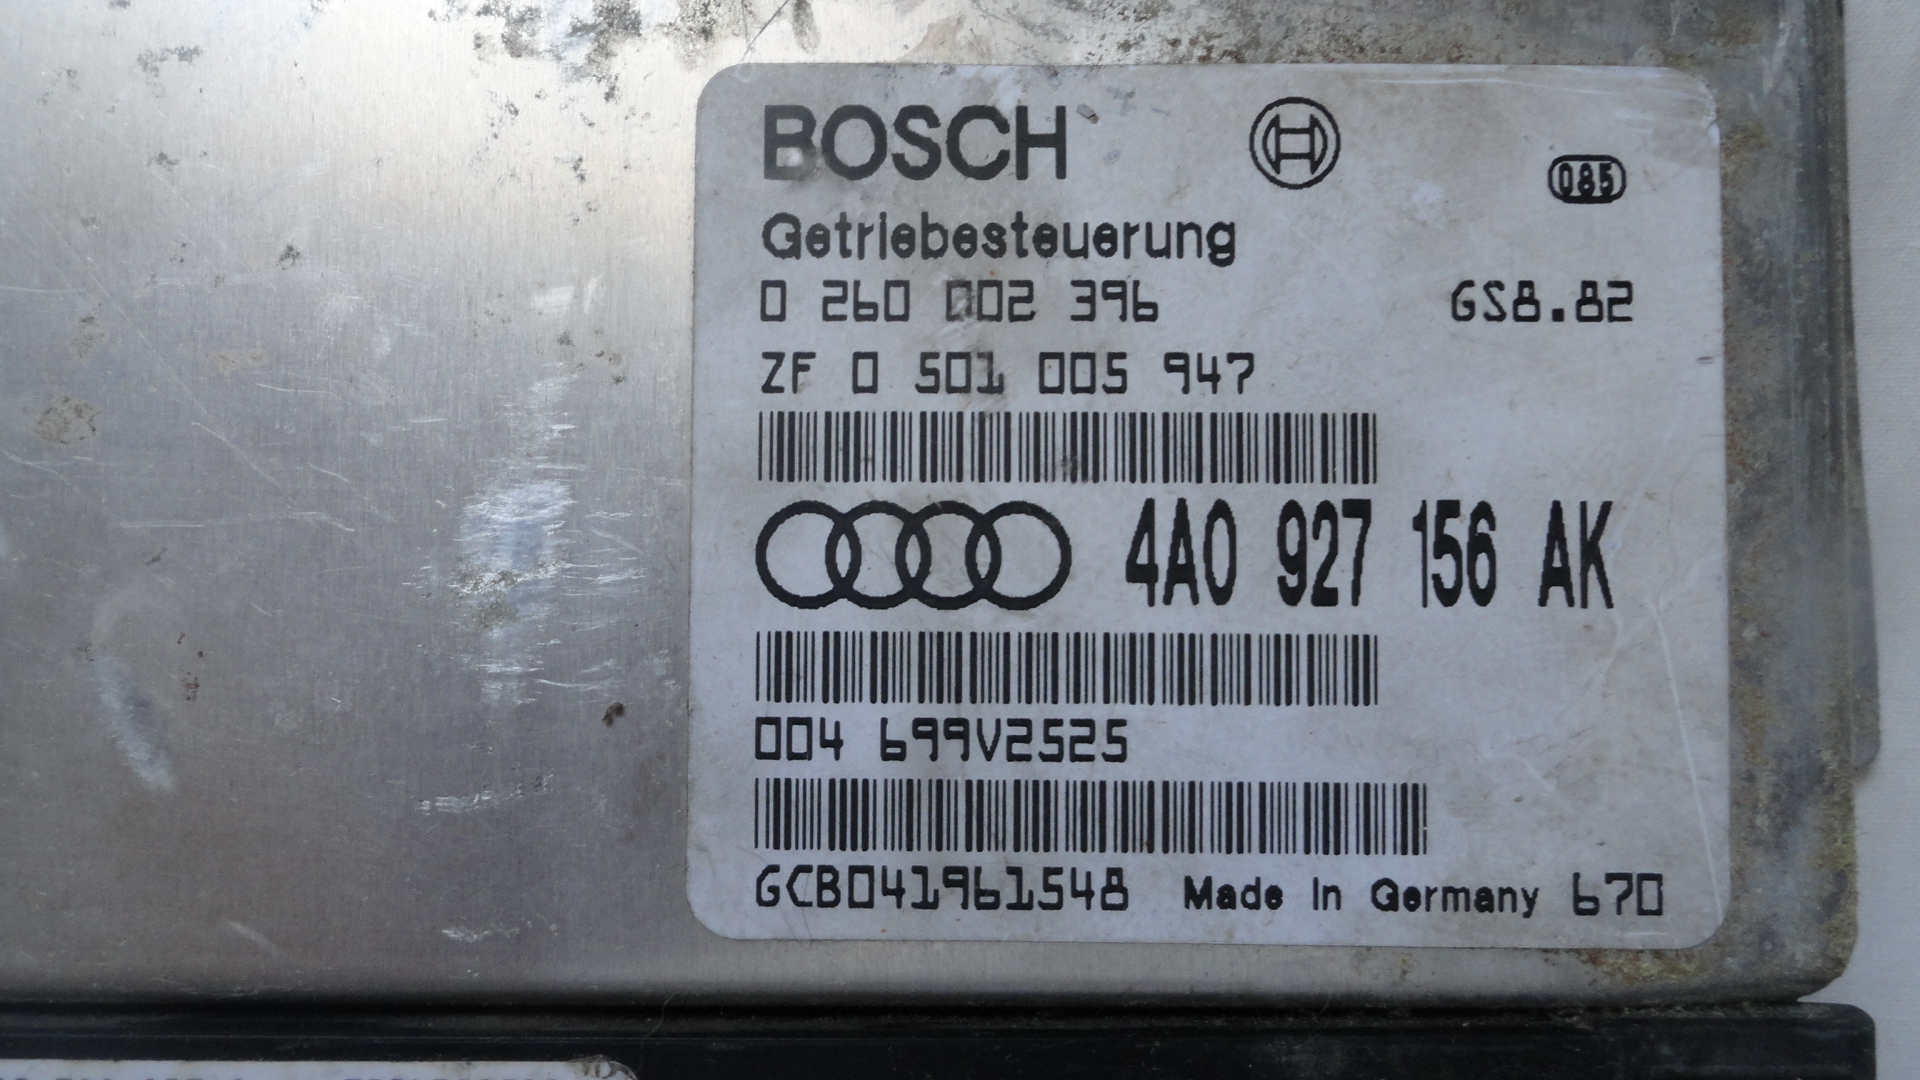 BOSCH
085
Getriebesteuerung
0 260 002 396 GS8.82
ZF 0 501 005 947
4A0 927 156 AK
004 699V2525
GCB041961548 Made in Germany 670